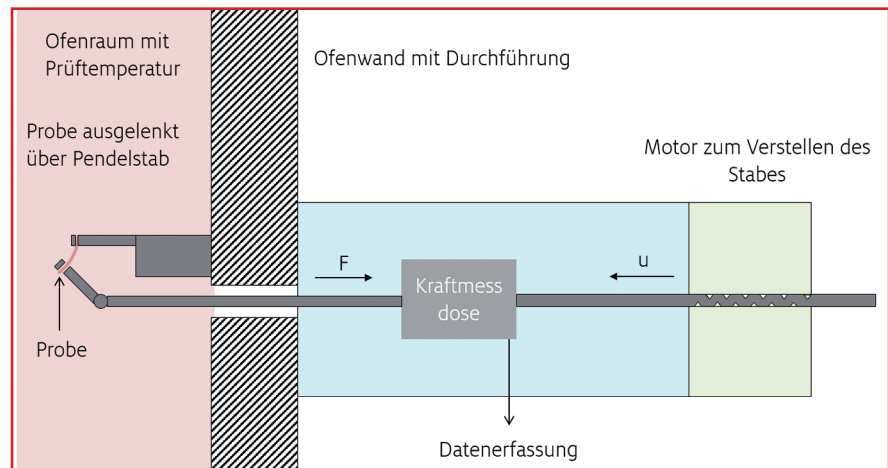 Ofenraum mit
Prüftemperatur
Ofenwand mit Durchführung
Probe ausgelenkt
über Pendelstab
Motor zum Verstellen des
Stabes
F
u
Kraftmess
dose
Probe
Datenerfassung